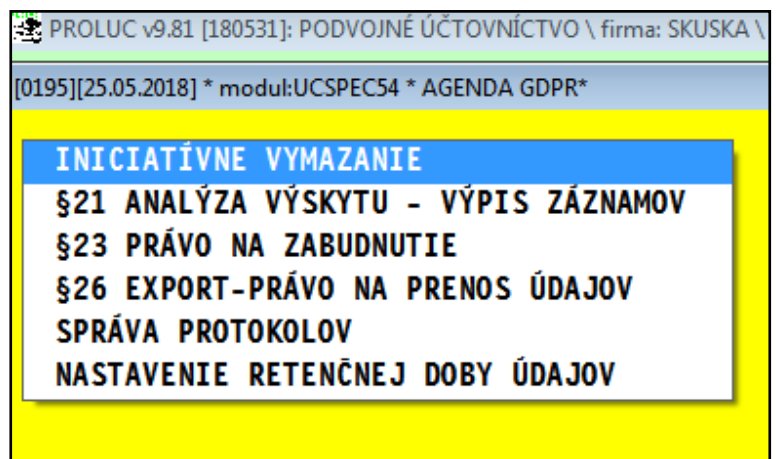 PROLUC v9.81 [180531]: PODVOJNÉ ÚČTOVNÍCTVO \ firma: SKUSKA \
[0195][25.05.2018] * modul:UCSPEC54 * AGENDA GDPR*
INICIATÍVNE VYMAZANIE
§21 ANALÝZA VÝSKYTU - VÝPIS ZÁZNAMOV
§23 PRÁVO NA ZABUDNUTIE
§26 EXPORT-PRÁVO NA PRENOS ÚDAJOV
SPRÁVA PROTOKOLOV
NASTAVENIE RETENČNEJ DOBY ÚDAJOV